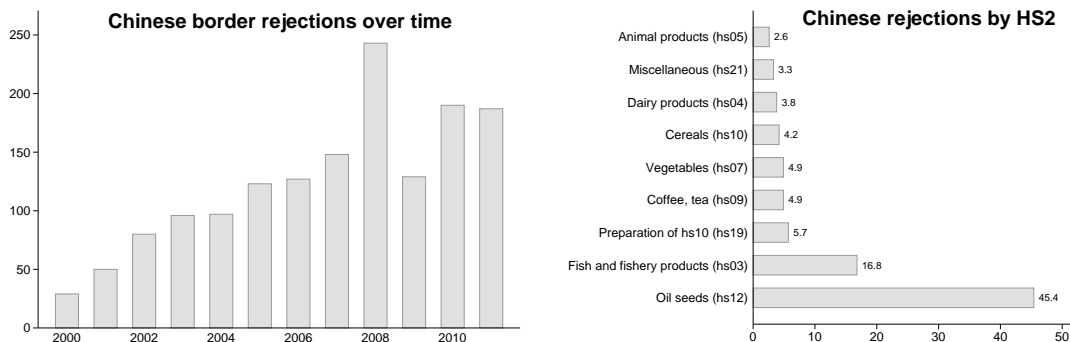 Chinese border rejections over time
250
200
150
100
50
0
2000 2002 2004 2006 2008 2010
Chinese rejections by HS2
Animal products (hs05) 2.6
Miscellaneous (hs21) 3.3
Dairy products (hs04) 3.8
Cereals (hs10) 4.2
Vegetables (hs07) 4.9
Coffee, tea (hs09) 4.9
Preparation of hs10 (hs19) 5.7
Fish and fishery products (hs03) 16.8
Oil seeds (hs12) 45.4
0 10 20 30 40 50